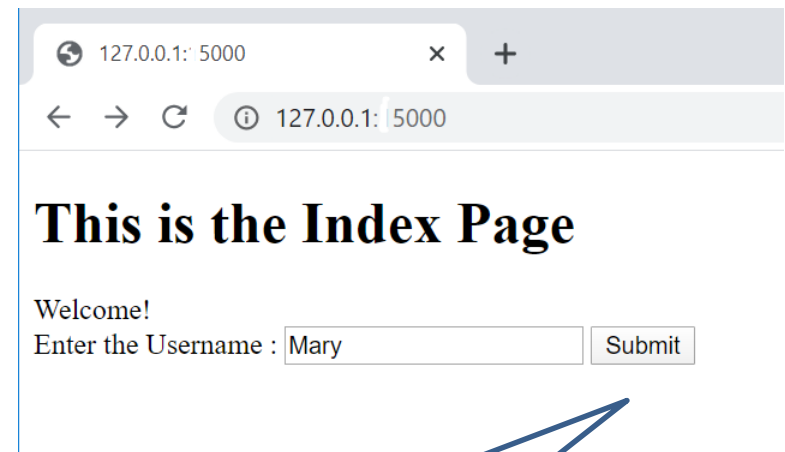 127.0.0.1: 5000
127.0.0.1: 5000
This is the Index Page
Welcome!
Enter the Username : Mary Submit